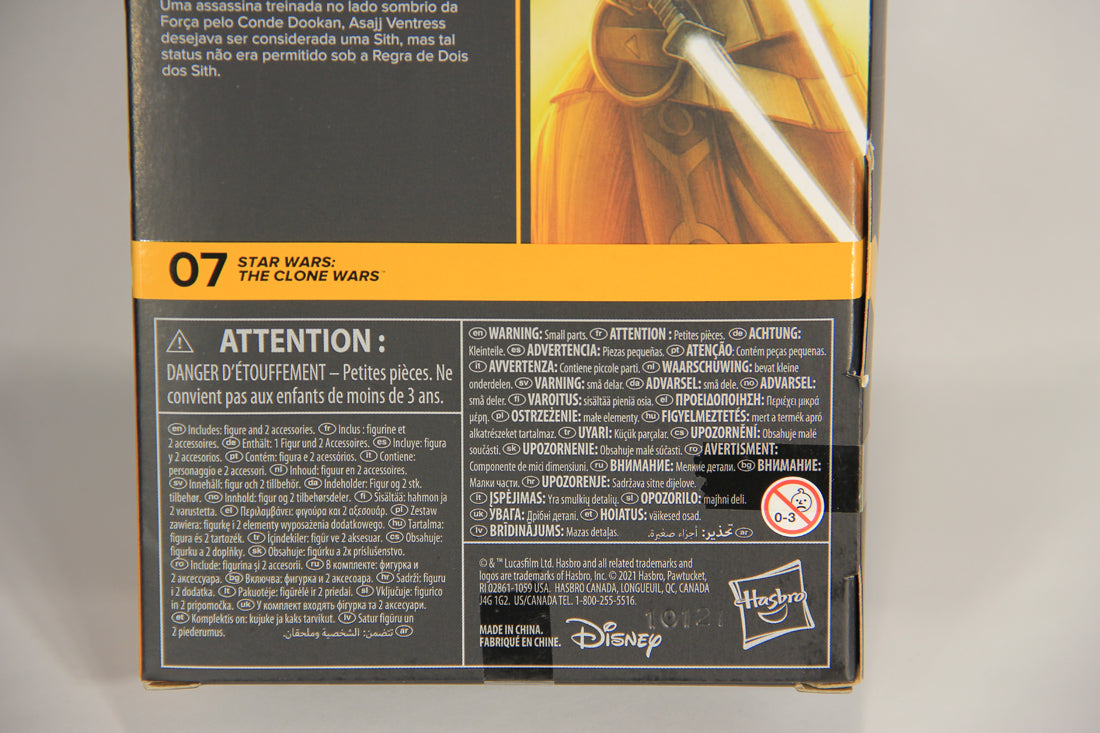 Uma assassina treinada no lado sombrio da
Força pelo Conde Dookan, Asajj Ventress
desejava ser considerada uma Sith, mas tal
status não era permitido sob a Regra de Dois
dos Sith.
07 STAR WARS:
THE CLONE WARS™
ATTENTION :
DANGER D'ÉTOUFFEMENT – Petites pièces. Ne
convient pas aux enfants de moins de 3 ans.
en Includes: figure and 2 accessories. fr Inclus : figurine et
2 accessoires. de Enthält: 1 Figur und 2 Accessoires. es Incluye: figura
y 2 accesorios. pt Contém: figura e 2 acessórios. it Contiene:
personaggio e 2 accessori. nl Inhoud: figuur en 2 accessoires.
sv Innehåll: figur och 2 tillbehör. da Indeholder: Figur og 2 stk.
tilbehør. no Innhold: figur og 2 tilbehørsdeler. fi Sisältää: hahmon ja
2 varustetta. el Περιλαμβάνει: φιγούρα και 2 αξεσουάρ. pl Zestaw
zawiera: figurkę i 2 elementy wyposażenia dodatkowego. hu Tartalma:
figura és 2 tartozék. tr İçindekiler: figür ve 2 aksesuar. cs Obsahuje:
figurku a 2 doplňky. sk Obsahuje: figúrku a 2x príslušenstvo.
ro Include: figurina și 2 accesorii. ru В комплекте: фигурка и
2 аксессуара. bg Включва: фигурка и 2 аксесоара. hr Sadrži: figuru
i 2 dodatka. lt Pakuotėje: figūrėlė ir 2 priedai. sl Vključuje: figurico
in 2 pripomočka. uk У комплект входять фігурка та 2 аксесуари.
et Komplektis on: kujuke ja kaks tarvikut. lv Satur figūru un
2 piederumus. ar تتضمن: الشخصية وملحقان.
en WARNING: Small parts. fr ATTENTION : Petites pièces. de ACHTUNG:
Kleinteile. es ADVERTENCIA: Piezas pequeñas. pt ATENÇÃO: Contém peças pequenas.
it AVVERTENZA: Contiene piccole parti. nl WAARSCHUWING: bevat kleine
onderdelen. sv VARNING: små delar. da ADVARSEL: små dele. no ADVARSEL:
små deler. fi VAROITUS: sisältää pieniä osia. el ΠΡΟΕΙΔΟΠΟΙΗΣΗ: Περιέχει μικρά
μέρη. pl OSTRZEŻENIE: małe elementy. hu FIGYELMEZTETÉS: mert a termék apró
alkatrészeket tartalmaz. tr UYARI: Küçük parçalar. cs UPOZORNĚNÍ: Obsahuje malé
součásti. sk UPOZORNENIE: Obsahuje malé súčasti. ro AVERTISMENT:
Componente de mici dimensiuni. ru ВНИМАНИЕ: Мелкие детали. bg ВНИМАНИЕ:
Малки части. hr UPOZORENJE: Sadržava sitne dijelove.
lt ĮSPĖJIMAS: Yra smulkių detalių. sl OPOZORILO: majhni deli.
uk УВАГА: Дрібні деталі. et HOIATUS: väikesed osad.
lv BRĪDINĀJUMS: Mazas detaļas. ar تحذير: أجزاء صغيرة.
0-3
© & ™ Lucasfilm Ltd. Hasbro and all related trademarks and
logos are trademarks of Hasbro, Inc. © 2021 Hasbro, Pawtucket,
RI 02861-1059 USA. HASBRO CANADA, LONGUEUIL, QC, CANADA
J4G 1G2. US/CANADA TEL. 1-800-255-5516.
MADE IN CHINA.
FABRIQUÉ EN CHINE.
Disney
10121
Hasbro